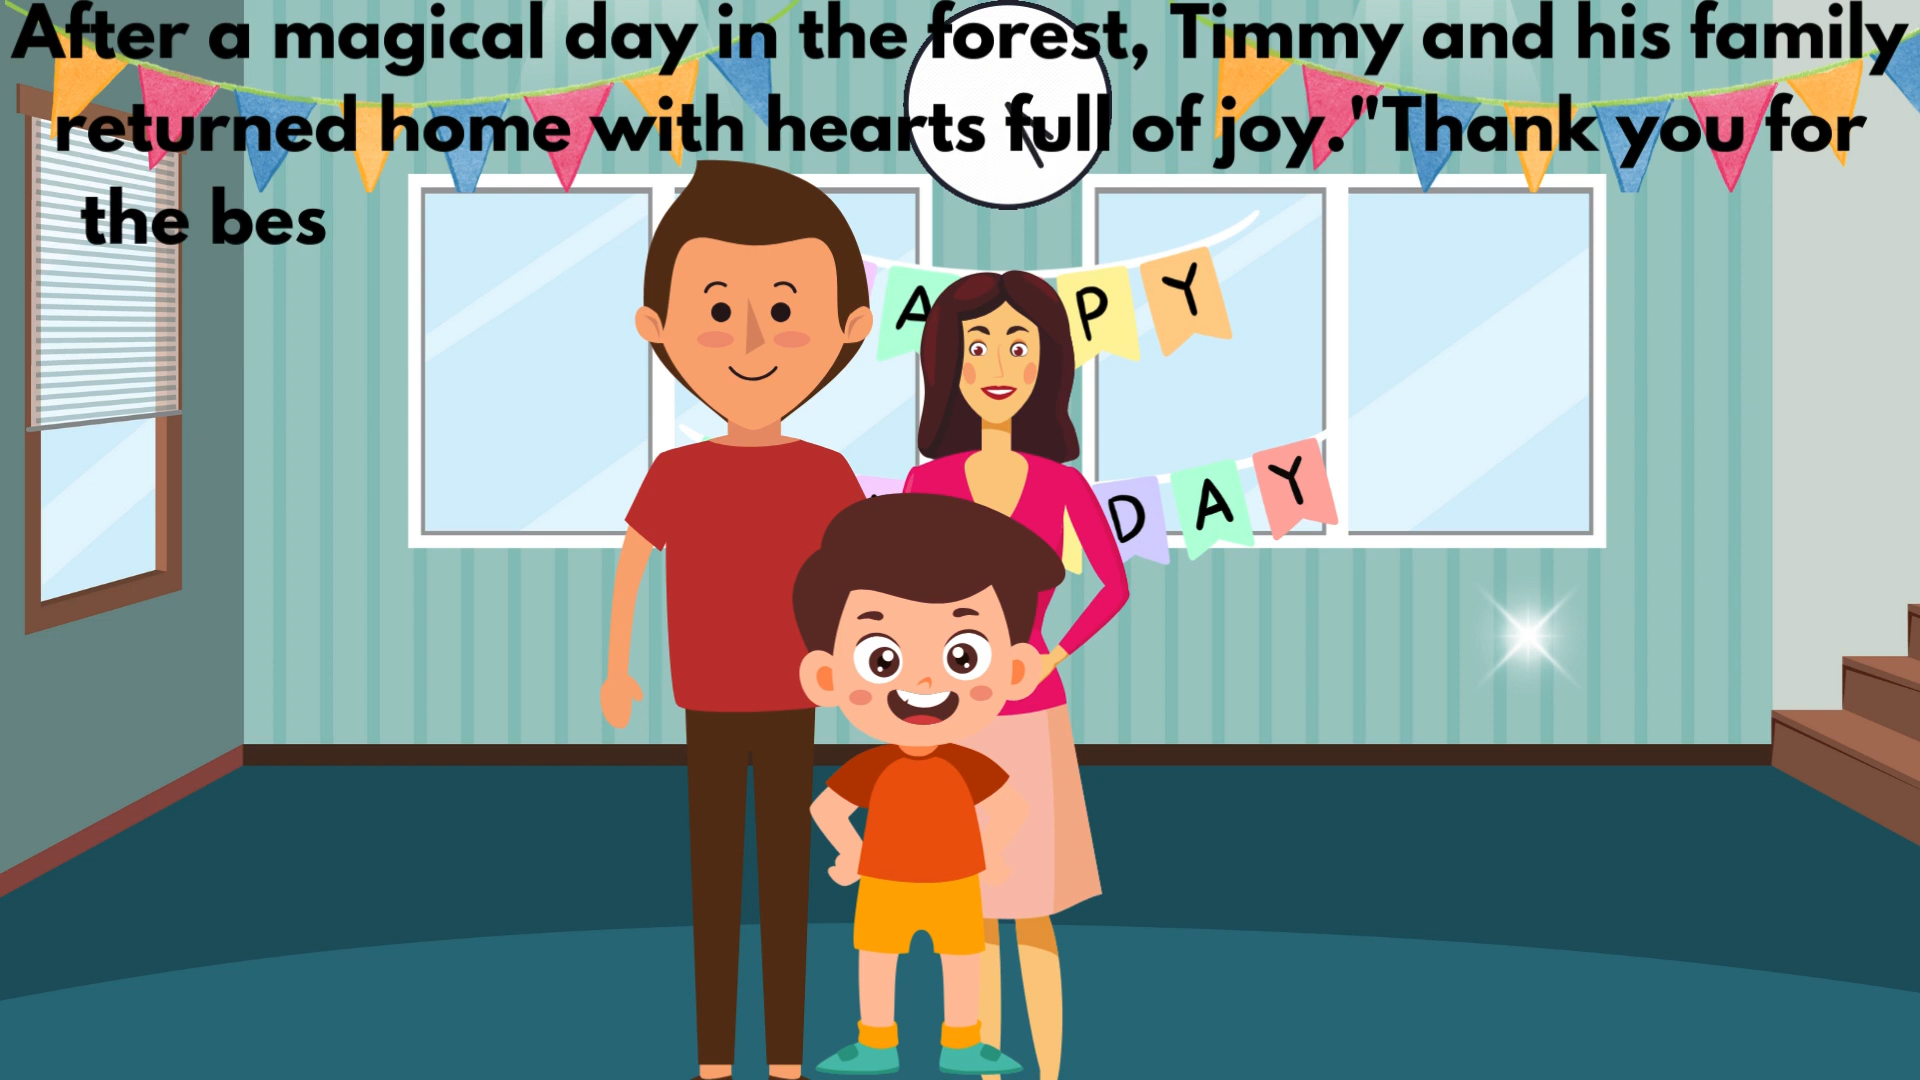 After a magical day in the forest, Timmy and his family
returned home with hearts full of joy."Thank you for
the bes
A P Y
D A Y